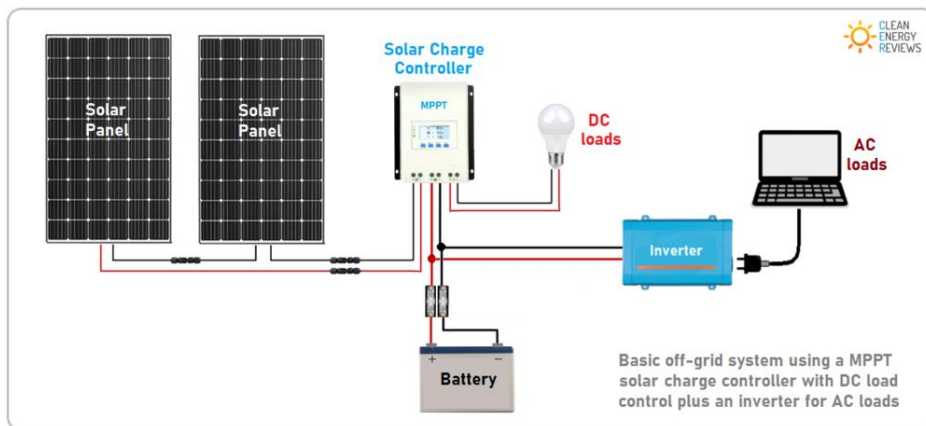 CLEAN
ENERGY
REVIEWS
Solar Charge
Controller
Solar
Panel
Solar
Panel
MPPT
DC
loads
AC
loads
Inverter
+ −
Battery
Basic off-grid system using a MPPT
solar charge controller with DC load
control plus an inverter for AC loads